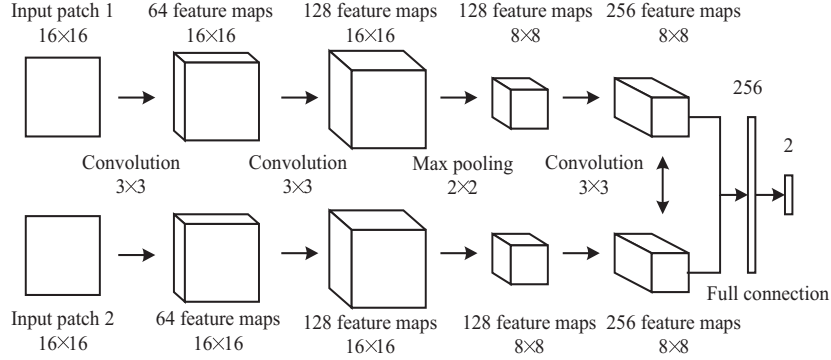 Input patch 1
16×16
64 feature maps
16×16
128 feature maps
16×16
128 feature maps
8×8
256 feature maps
8×8
256
2
Convolution
3×3
Convolution
3×3
Max pooling
2×2
Convolution
3×3
Full connection
Input patch 2
16×16
64 feature maps
16×16
128 feature maps
16×16
128 feature maps
8×8
256 feature maps
8×8